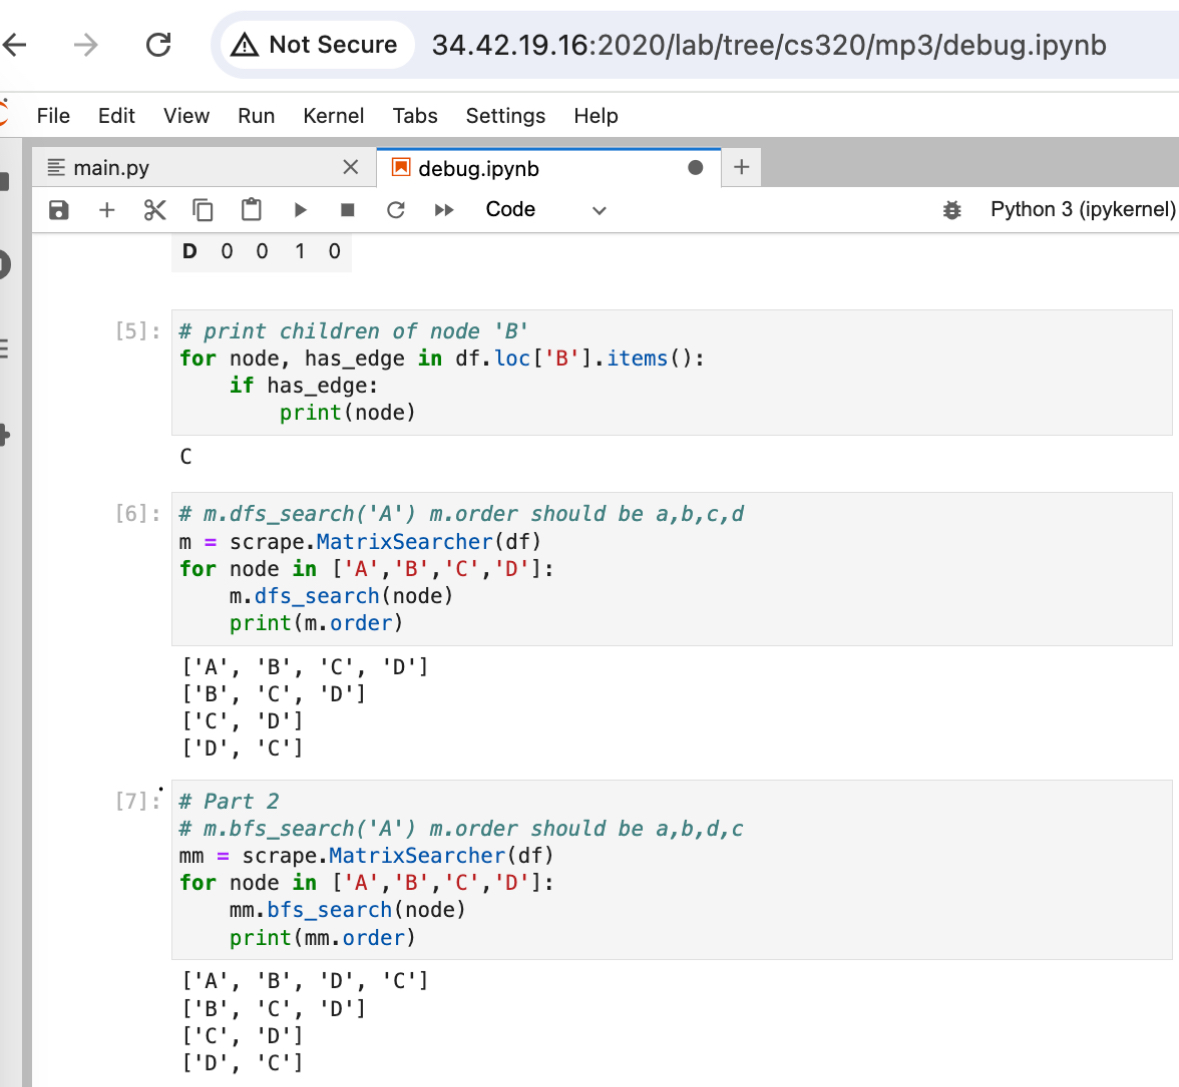 Not Secure 34.42.19.16:2020/lab/tree/cs320/mp3/debug.ipynb
File Edit View Run Kernel Tabs Settings Help
main.py debug.ipynb
Code Python 3 (ipykernel)
D 0 0 1 0
[5]: # print children of node 'B'
for node, has_edge in df.loc['B'].items():
    if has_edge:
        print(node)
C
[6]: # m.dfs_search('A') m.order should be a,b,c,d
m = scrape.MatrixSearcher(df)
for node in ['A','B','C','D']:
    m.dfs_search(node)
    print(m.order)
['A', 'B', 'C', 'D']
['B', 'C', 'D']
['C', 'D']
['D', 'C']
[7]: # Part 2
# m.bfs_search('A') m.order should be a,b,d,c
mm = scrape.MatrixSearcher(df)
for node in ['A','B','C','D']:
    mm.bfs_search(node)
    print(mm.order)
['A', 'B', 'D', 'C']
['B', 'C', 'D']
['C', 'D']
['D', 'C']